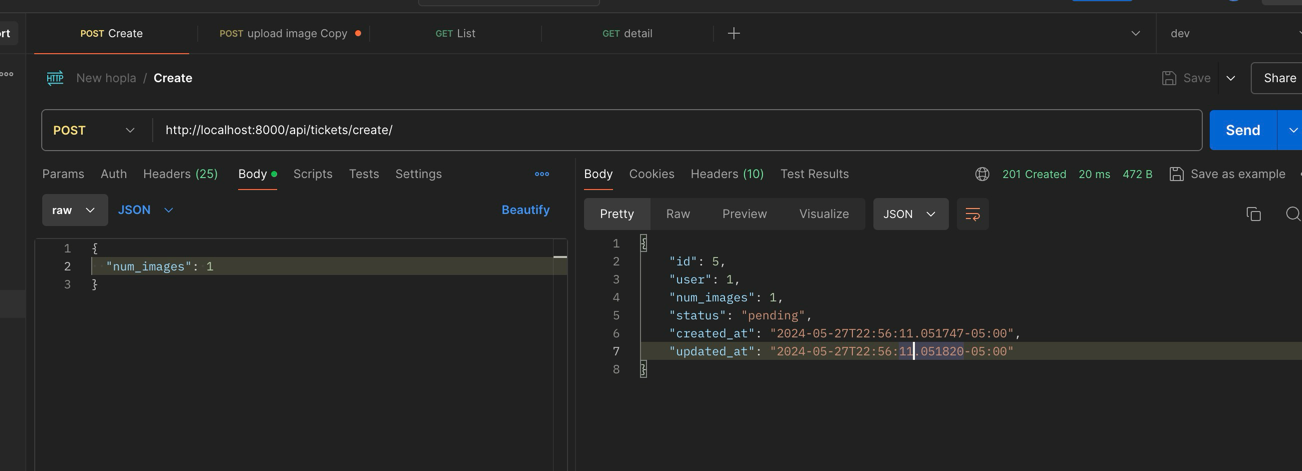 rt
POST Create
POST upload image Copy
GET List
GET detail
dev
HTTP New hopla / Create
Save
Share
POST
http://localhost:8000/api/tickets/create/
Send
Params Auth Headers (25) Body Scripts Tests Settings
raw JSON Beautify
1 {
2 "num_images": 1
3 }
Body Cookies Headers (10) Test Results
201 Created 20 ms 472 B Save as example
Pretty Raw Preview Visualize JSON
1 {
2 "id": 5,
3 "user": 1,
4 "num_images": 1,
5 "status": "pending",
6 "created_at": "2024-05-27T22:56:11.051747-05:00",
7 "updated_at": "2024-05-27T22:56:11.051820-05:00"
8 }